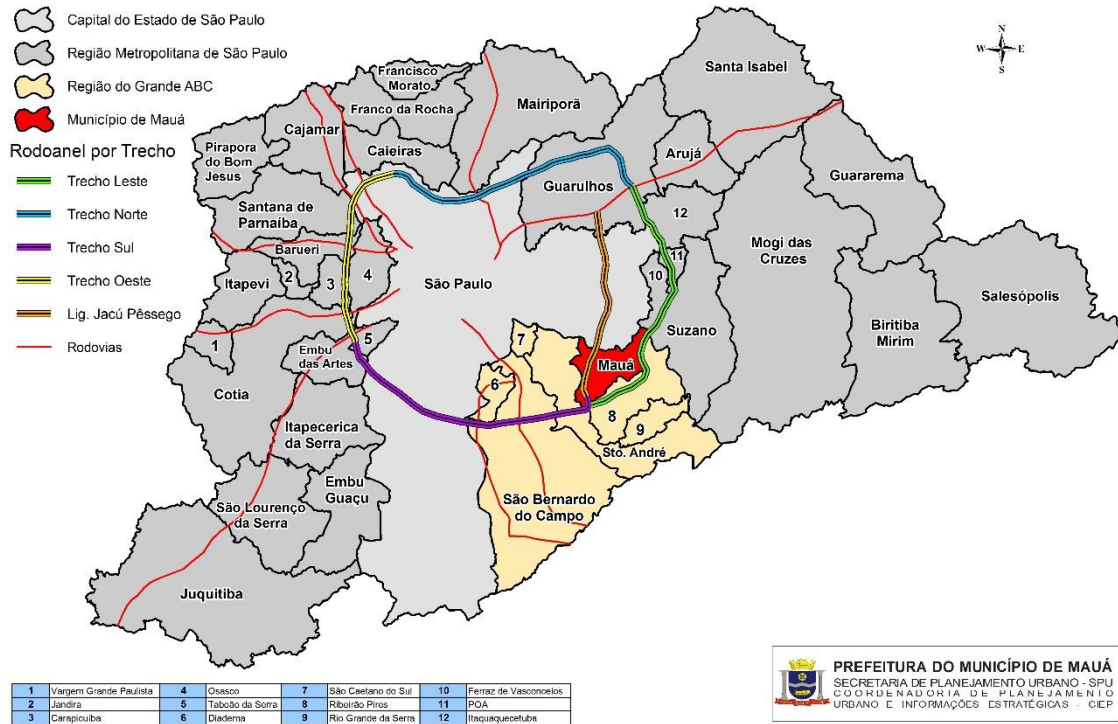 Capital do Estado de São Paulo
Região Metropolitana de São Paulo
Região do Grande ABC
Município de Mauá
Rodoanel por Trecho
Trecho Leste
Trecho Norte
Trecho Sul
Trecho Oeste
Lig. Jacú Pêssego
Rodovias
N
W
E
S
Francisco
Morato
Franco da Rocha
Mairiporã
Santa Isabel
Cajamar
Caieiras
Pirapora
do Bom
Jesus
Arujá
Guarulhos
Guararema
Santana de
Parnaíba
12
Barueri
Mogi das
Cruzes
Itapevi
2
3
4
São Paulo
10
11
Salesópolis
Suzano
Biritiba
Mirim
1
5
Embu
das Artes
7
Mauá
Cotia
6
Itapecerica
da Serra
8
9
Sto. André
Embu
Guaçu
São Bernardo
do Campo
São Lourenço
da Serra
Juquitiba
1 Vargem Grande Paulista 4 Osasco 7 São Caetano do Sul 10 Ferraz de Vasconcelos
2 Jandira 5 Taboão da Serra 8 Ribeirão Pires 11 POA
3 Carapicuiba 6 Diadema 9 Rio Grande da Serra 12 Itaquaquecetuba
PREFEITURA DO MUNICÍPIO DE MAUÁ
SECRETARIA DE PLANEJAMENTO URBANO - SPU
COORDENADORIA DE PLANEJAMENTO
URBANO E INFORMAÇÕES ESTRATÉGICAS - CIEP